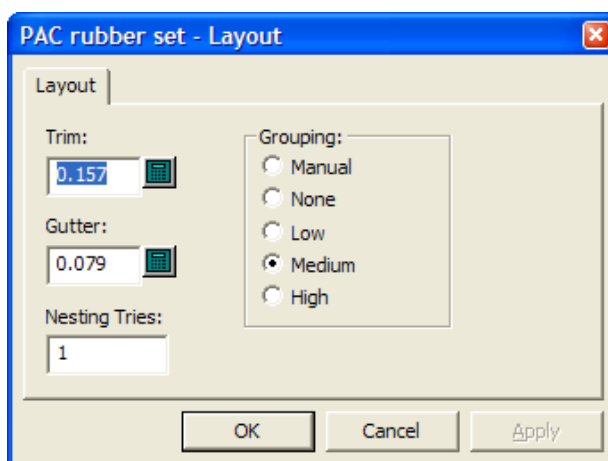 PAC rubber set - Layout
Layout
Trim:
0.157
Gutter:
0.079
Nesting Tries:
1
Grouping:
Manual
None
Low
Medium
High
OK
Cancel
Apply